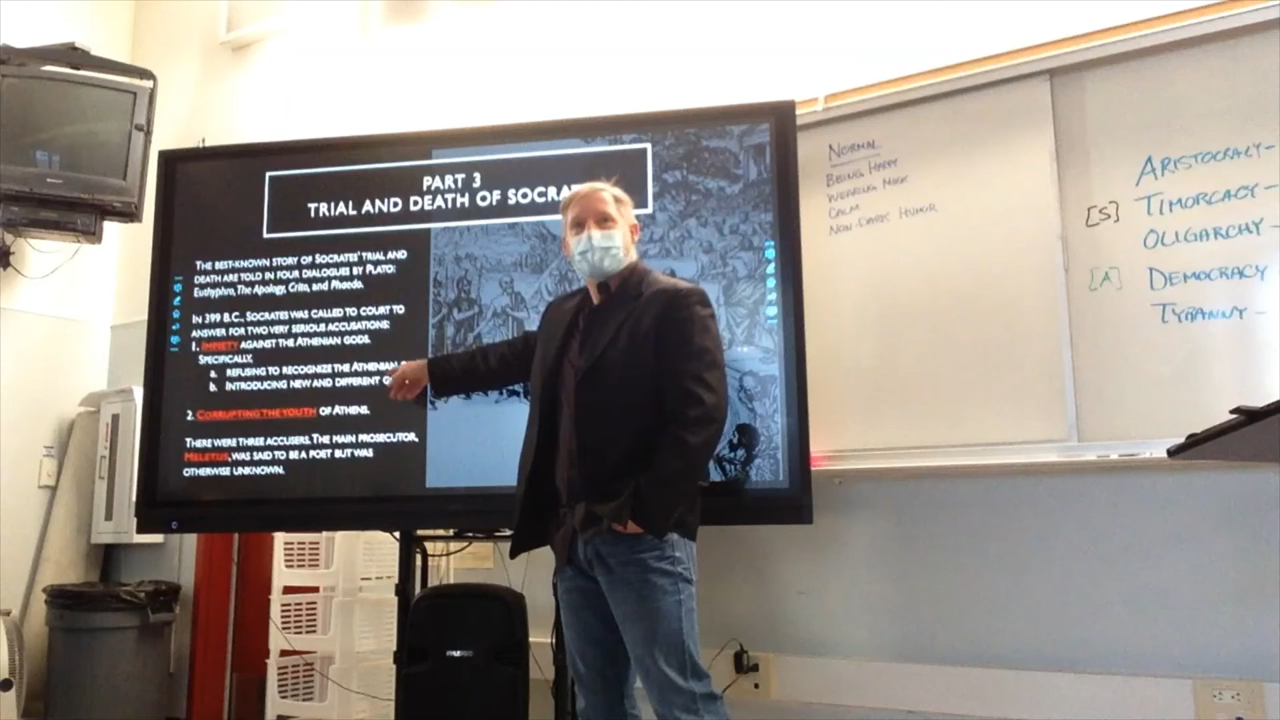 PART 3
TRIAL AND DEATH OF SOCRA
THE BEST-KNOWN STORY OF SOCRATES' TRIAL AND
DEATH ARE TOLD IN FOUR DIALOGUES BY PLATO:
Euthyphro, The Apology, Crito, and Phaedo.
IN 399 B.C., SOCRATES WAS CALLED TO COURT TO
ANSWER FOR TWO VERY SERIOUS ACCUSATIONS:
1. IMPIETY AGAINST THE ATHENIAN GODS.
SPECIFICALLY,
a. REFUSING TO RECOGNIZE THE ATHENIAN
b. INTRODUCING NEW AND DIFFERENT G
2. CORRUPTING THE YOUTH OF ATHENS.
THERE WERE THREE ACCUSERS. THE MAIN PROSECUTOR,
MELETUS, WAS SAID TO BE A POET BUT WAS
OTHERWISE UNKNOWN.
NORMAL
BEING HAPPY
WEARING MASK
CALM
NON-DARK HUMOR
ARISTOCRACY-
[S] TIMORCACY-
OLIGARCHY-
[A] DEMOCRACY
TYRANNY -